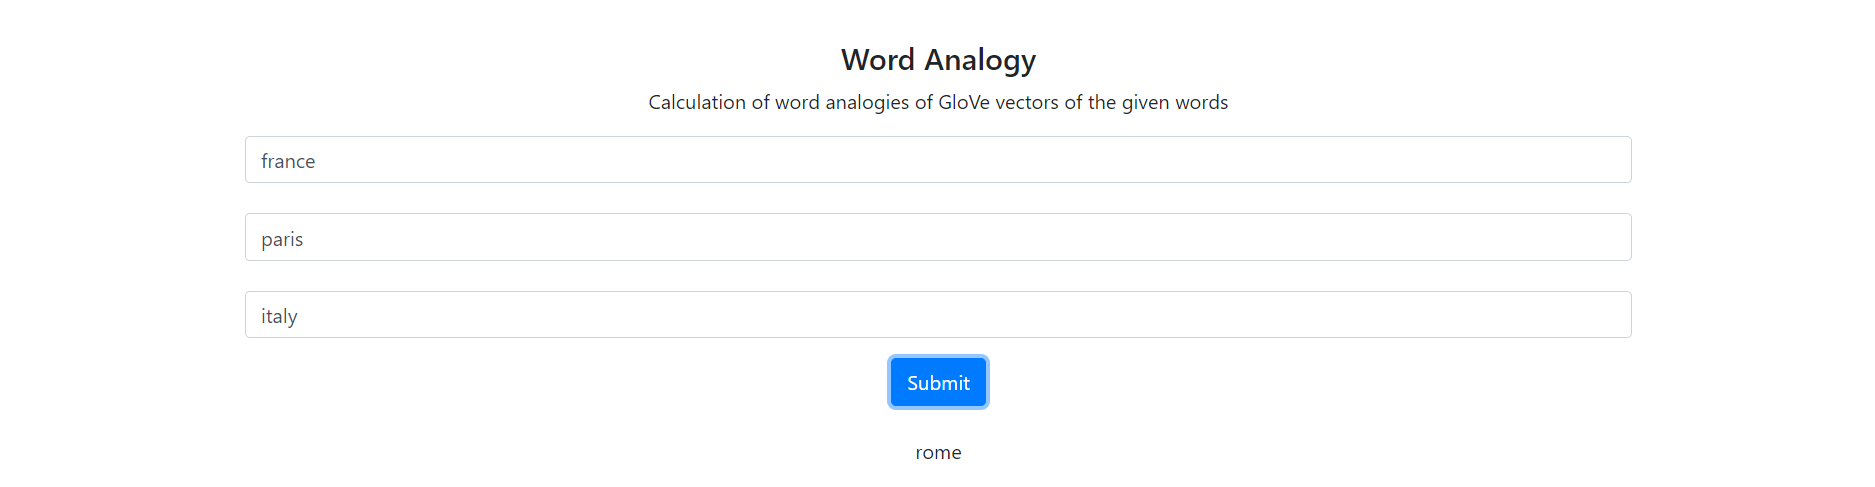 Word Analogy
Calculation of word analogies of GloVe vectors of the given words
france
paris
italy
Submit
rome